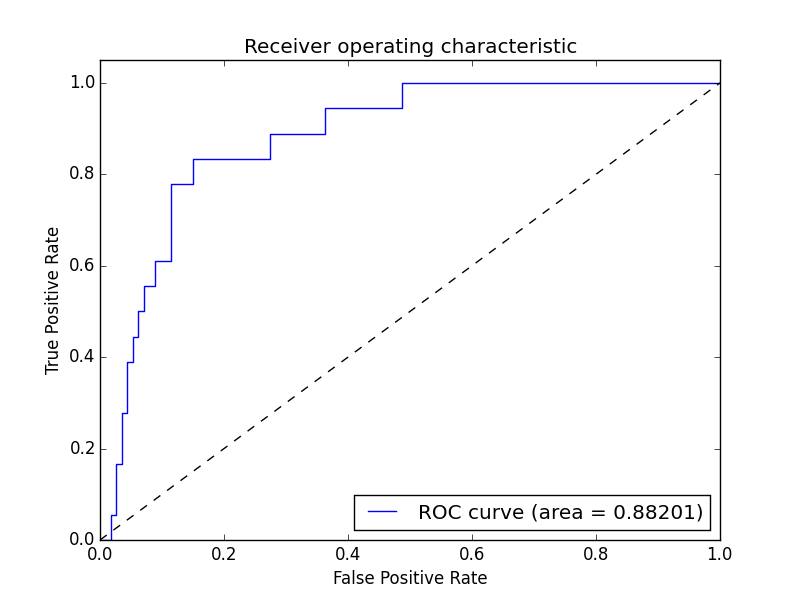 Receiver operating characteristic
1.0
0.8
0.6
0.4
0.2
0.0
True Positive Rate
ROC curve (area = 0.88201)
0.0 0.2 0.4 0.6 0.8 1.0
False Positive Rate